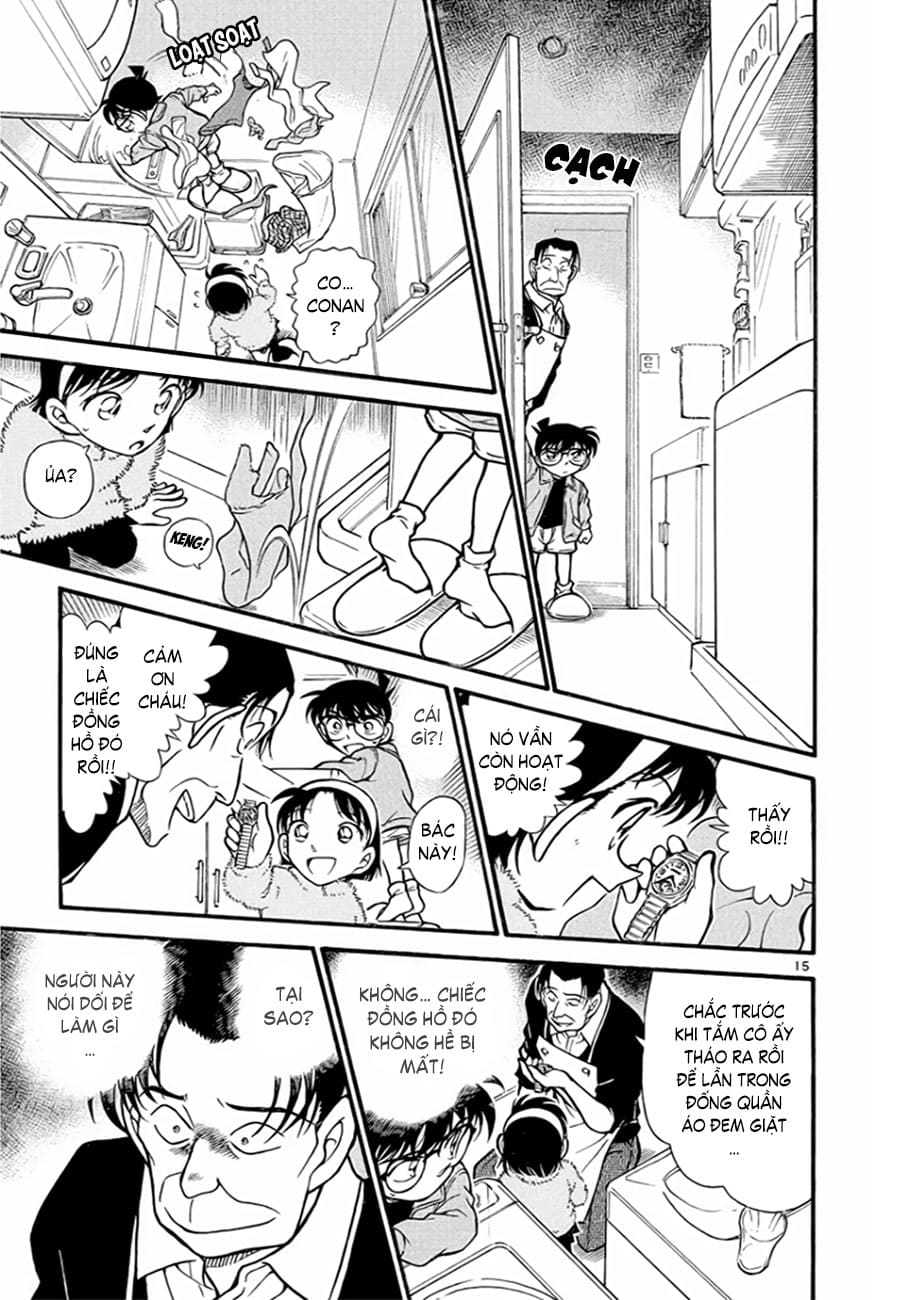 CẠCH
LOẠT SOẠT
CO...
CONAN
?
KENG!
ỦA?
THẤY
RỒI!!
NÓ VẪN
CÒN HOẠT
ĐỘNG!
CÁI
GÌ?!
BÁC
NÀY!
CẢM
ƠN
CHÁU!
ĐÚNG
LÀ
CHIẾC
ĐỒNG
HỒ ĐÓ
RỒI!!
15
CHẮC TRƯỚC
KHI TẮM CÔ ẤY
THÁO RA RỒI
ĐỂ LẪN TRONG
ĐỐNG QUẦN
ÁO ĐEM GIẶT
...
KHÔNG... CHIẾC
ĐỒNG HỒ ĐÓ
KHÔNG HỀ BỊ
MẤT!
TẠI
SAO?
NGƯỜI NÀY
NÓI DỐI ĐỂ
LÀM GÌ
...